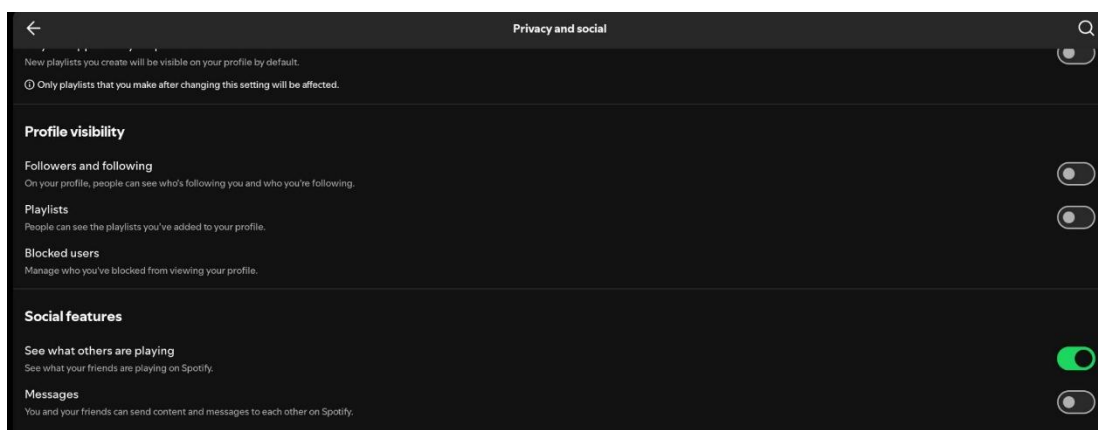 Privacy and social
New playlists you create will be visible on your profile by default.
Only playlists that you make after changing this setting will be affected.
Profile visibility
Followers and following
On your profile, people can see who's following you and who you're following.
Playlists
People can see the playlists you've added to your profile.
Blocked users
Manage who you've blocked from viewing your profile.
Social features
See what others are playing
See what your friends are playing on Spotify.
Messages
You and your friends can send content and messages to each other on Spotify.